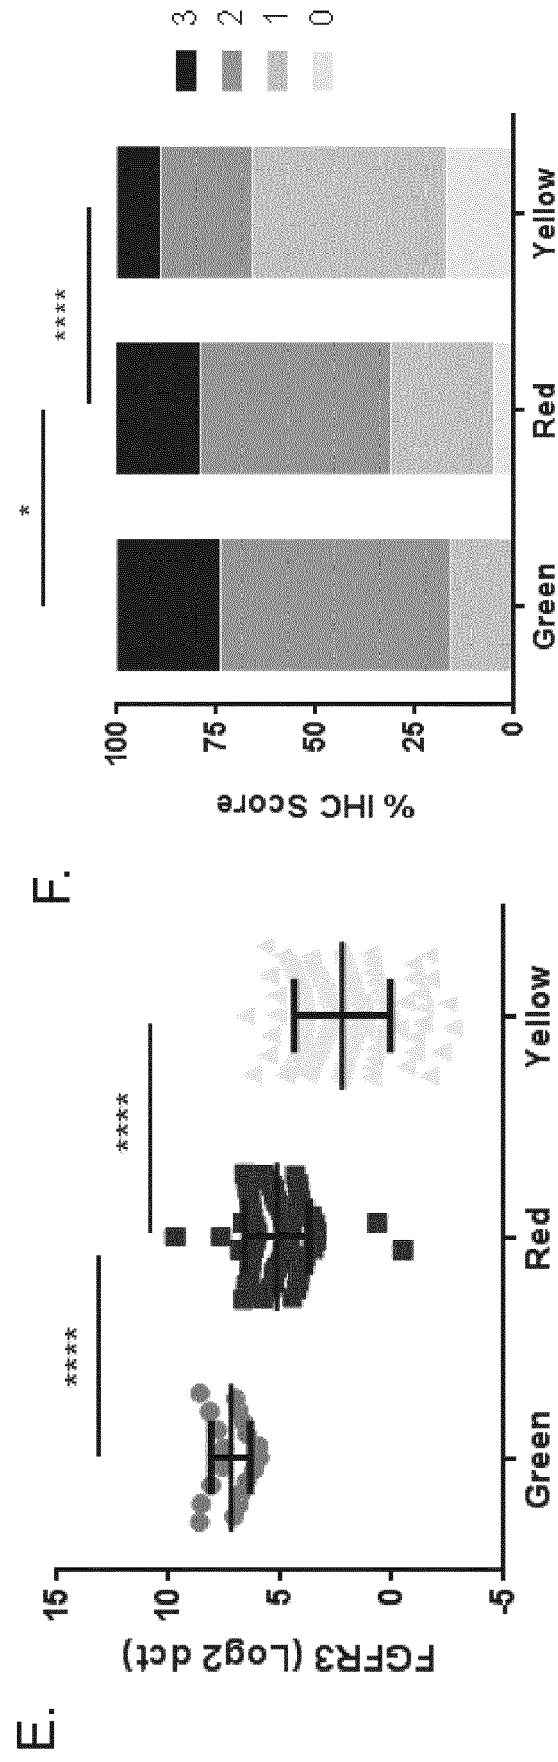 E.
FGFR3 (Log2 dct)
15
10
5
0
-5
****
****
Green
Red
Yellow
F.
% IHC Score
100
75
50
25
0
*
****
Green
Red
Yellow
3
2
1
0